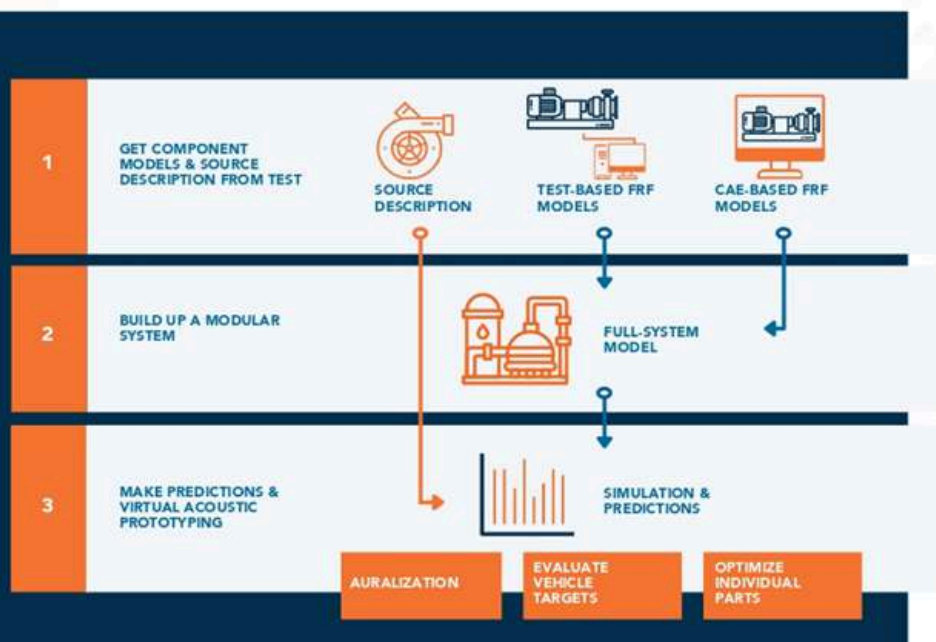 1
GET COMPONENT
MODELS & SOURCE
DESCRIPTION FROM TEST
SOURCE
DESCRIPTION
TEST-BASED FRF
MODELS
CAE-BASED FRF
MODELS
2
BUILD UP A MODULAR
SYSTEM
FULL-SYSTEM
MODEL
3
MAKE PREDICTIONS &
VIRTUAL ACOUSTIC
PROTOTYPING
SIMULATION &
PREDICTIONS
AURALIZATION
EVALUATE
VEHICLE
TARGETS
OPTIMIZE
INDIVIDUAL
PARTS